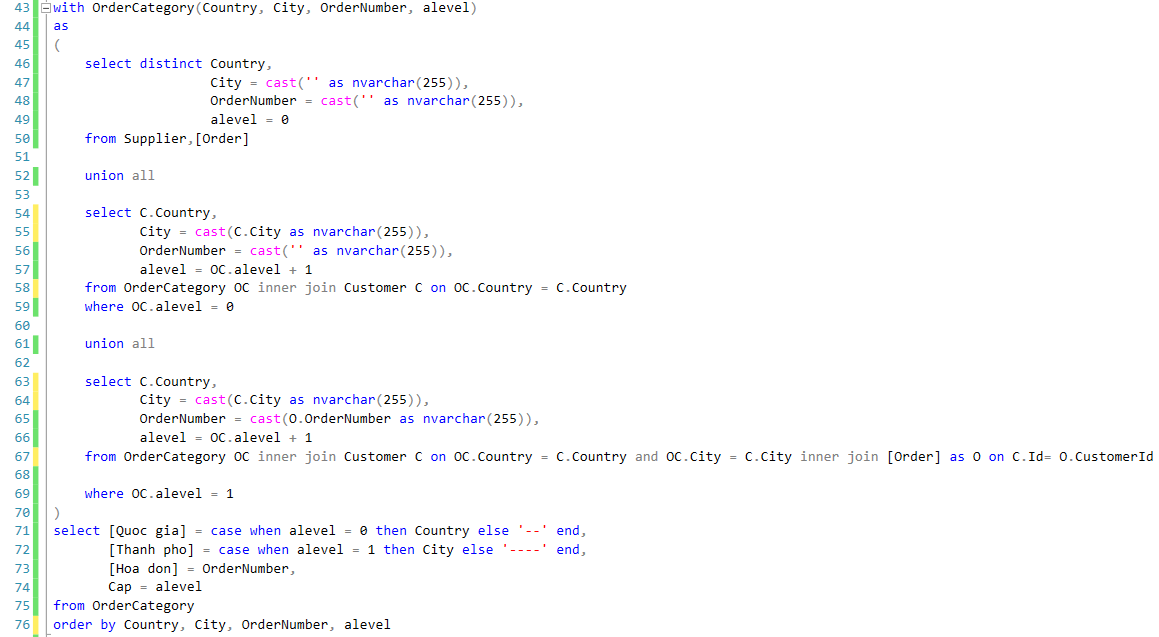 43 with OrderCategory(Country, City, OrderNumber, alevel)
44 as
45 (
46 select distinct Country,
47 City = cast('' as nvarchar(255)),
48 OrderNumber = cast('' as nvarchar(255)),
49 alevel = 0
50 from Supplier,[Order]
51
52 union all
53
54 select C.Country,
55 City = cast(C.City as nvarchar(255)),
56 OrderNumber = cast('' as nvarchar(255)),
57 alevel = OC.alevel + 1
58 from OrderCategory OC inner join Customer C on OC.Country = C.Country
59 where OC.alevel = 0
60
61 union all
62
63 select C.Country,
64 City = cast(C.City as nvarchar(255)),
65 OrderNumber = cast(O.OrderNumber as nvarchar(255)),
66 alevel = OC.alevel + 1
67 from OrderCategory OC inner join Customer C on OC.Country = C.Country and OC.City = C.City inner join [Order] as O on C.Id= O.CustomerId
68
69 where OC.alevel = 1
70 )
71 select [Quoc gia] = case when alevel = 0 then Country else '--' end,
72 [Thanh pho] = case when alevel = 1 then City else '----' end,
73 [Hoa don] = OrderNumber,
74 Cap = alevel
75 from OrderCategory
76 order by Country, City, OrderNumber, alevel